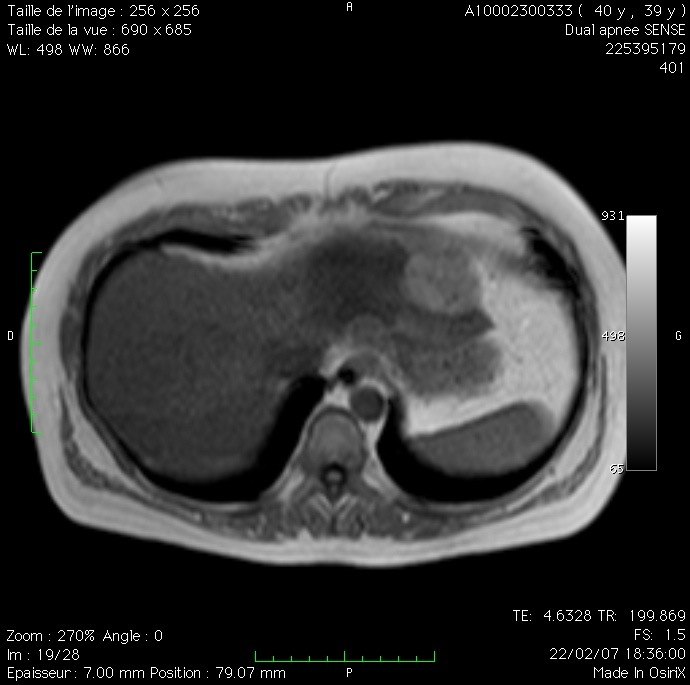 Taille de l'image : 256 x 256
Taille de la vue : 690 x 685
WL: 498 WW: 866
A
A10002300333 ( 40 y , 39 y )
Dual apnee SENSE
225395179
401
931
D
498
G
65
Zoom : 270% Angle : 0
Im : 19/28
Epaisseur : 7.00 mm Position : 79.07 mm
P
TE: 4.6328 TR: 199.869
FS: 1.5
22/02/07 18:36:00
Made In OsiriX